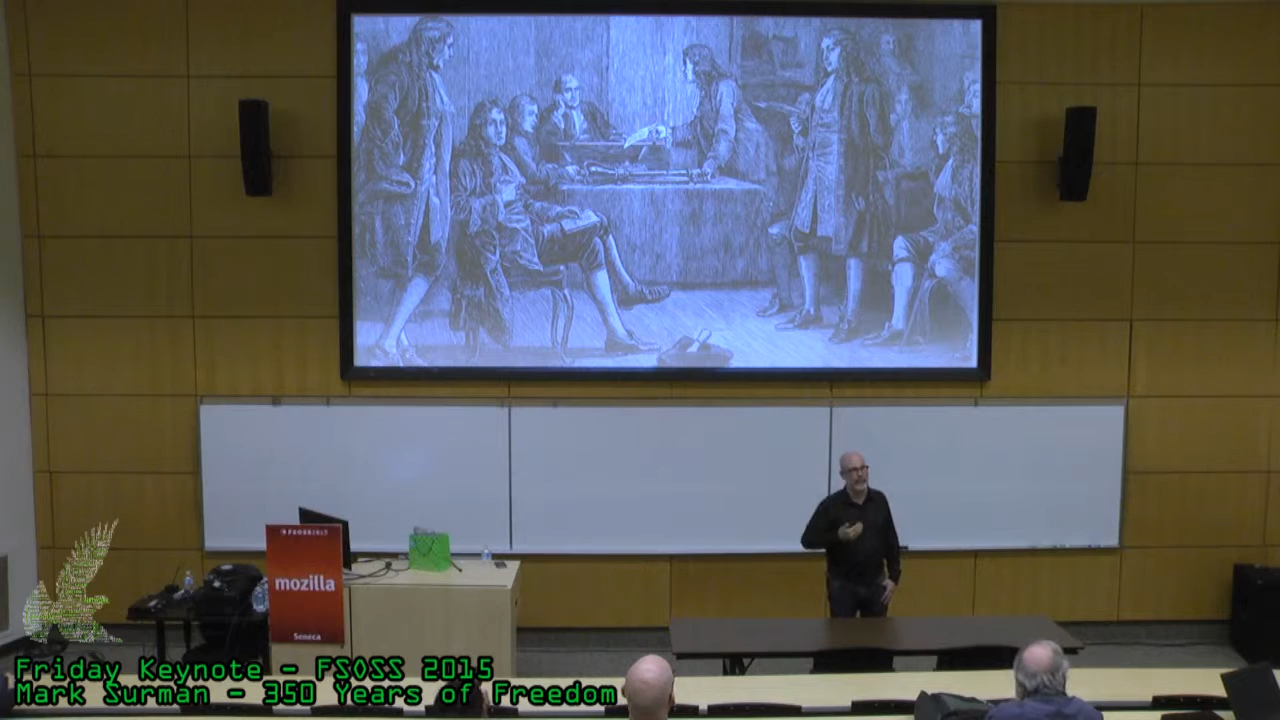 mozilla
Seneca
Friday Keynote - FSOSS 2015
Mark Surman - 350 Years of Freedom